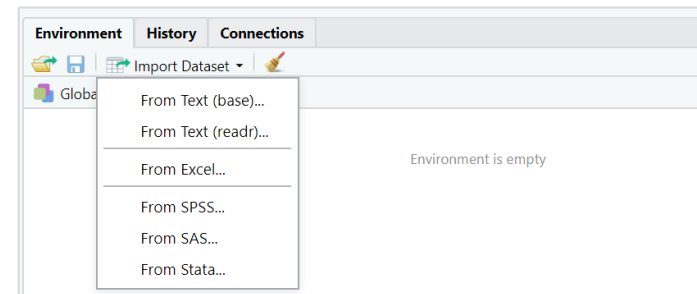 Environment History Connections
Import Dataset
Globa
From Text (base)...
From Text (readr)...
From Excel...
From SPSS...
From SAS...
From Stata...
Environment is empty